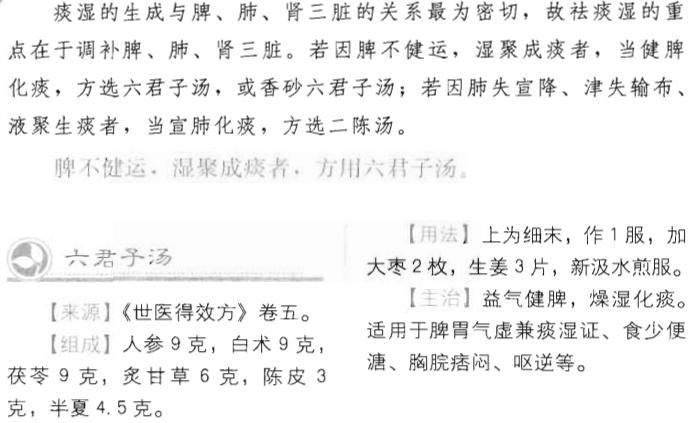 痰湿的生成与脾、肺、肾三脏的关系最为密切，故祛痰湿的重
点在于调补脾、肺、肾三脏。若因脾不健运，湿聚成痰者，当健脾
化痰，方选六君子汤，或香砂六君子汤；若因肺失宣降、津失输布、
液聚生痰者，当宣肺化痰，方选二陈汤。
脾不健运，湿聚成痰者，方用六君子汤。
六君子汤
【来源】《世医得效方》卷五。
【组成】人参 9 克，白术 9 克，
茯苓 9 克，炙甘草 6 克，陈皮 3
克，半夏 4.5 克。
【用法】上为细末，作 1 服，加
大枣 2 枚，生姜 3 片，新汲水煎服。
【主治】益气健脾，燥湿化痰。
适用于脾胃气虚兼痰湿证、食少便
溏、胸脘痞闷、呕逆等。